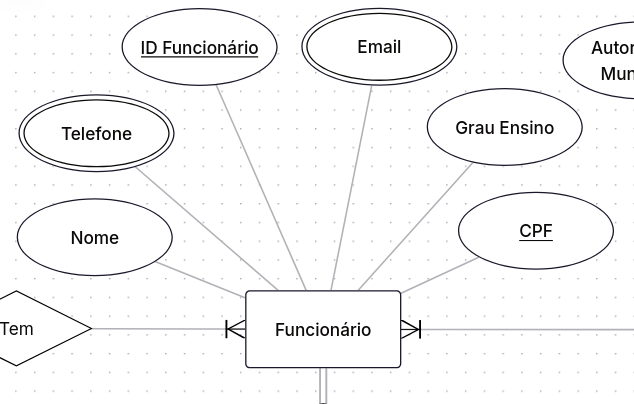 ID Funcionário
Email
Telefone
Grau Ensino
Nome
CPF
Tem
Funcionário